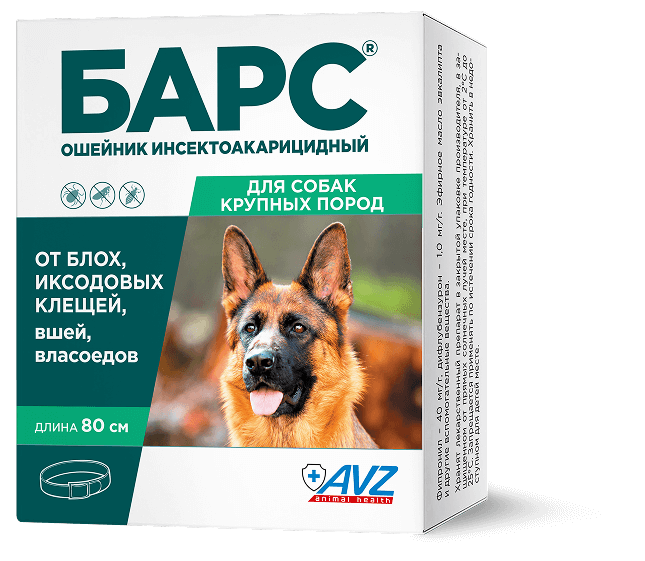 БАРС®
ОШЕЙНИК ИНСЕКТОАКАРИЦИДНЫЙ
ДЛЯ СОБАК
КРУПНЫХ ПОРОД
ОТ БЛОХ,
ИКСОДОВЫХ
КЛЕЩЕЙ,
вшей,
власоедов
ДЛИНА 80 см
AVZ
animal health
Фипронил – 40 мг/г, дифлубензурон – 1,0 мг/г. Эфирное масло эвкалипта
и другие вспомогательные вещества.
Хранят лекарственный препарат в закрытой упаковке производителя, в за-
щищенном от прямых солнечных лучей месте, при температуре от 2°С до
25°С. Запрещается применять по истечении срока годности. Хранить в недо-
ступном для детей месте.